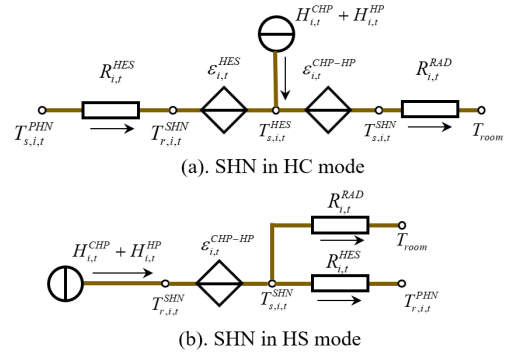 H_{i,t}^{CHP} + H_{i,t}^{HP}
R_{i,t}^{HES} ε_{i,t}^{HES} ε_{i,t}^{CHP-HP} R_{i,t}^{RAD}
T_{s,i,t}^{PHN} T_{r,i,t}^{SHN} T_{s,i,t}^{HES} T_{s,i,t}^{SHN} T_{room}
(a). SHN in HC mode
R_{i,t}^{RAD}
H_{i,t}^{CHP} + H_{i,t}^{HP} ε_{i,t}^{CHP-HP} T_{room}
R_{i,t}^{HES}
T_{r,i,t}^{SHN} T_{s,i,t}^{SHN} T_{r,i,t}^{PHN}
(b). SHN in HS mode